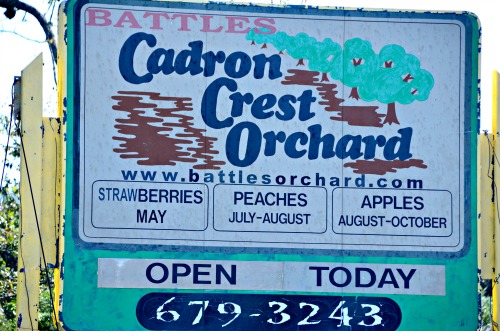 BATTLES
Cadron
Crest
Orchard
www.battlesorchard.com
STRAWBERRIES
MAY
PEACHES
JULY-AUGUST
APPLES
AUGUST-OCTOBER
OPEN TODAY
679-3243